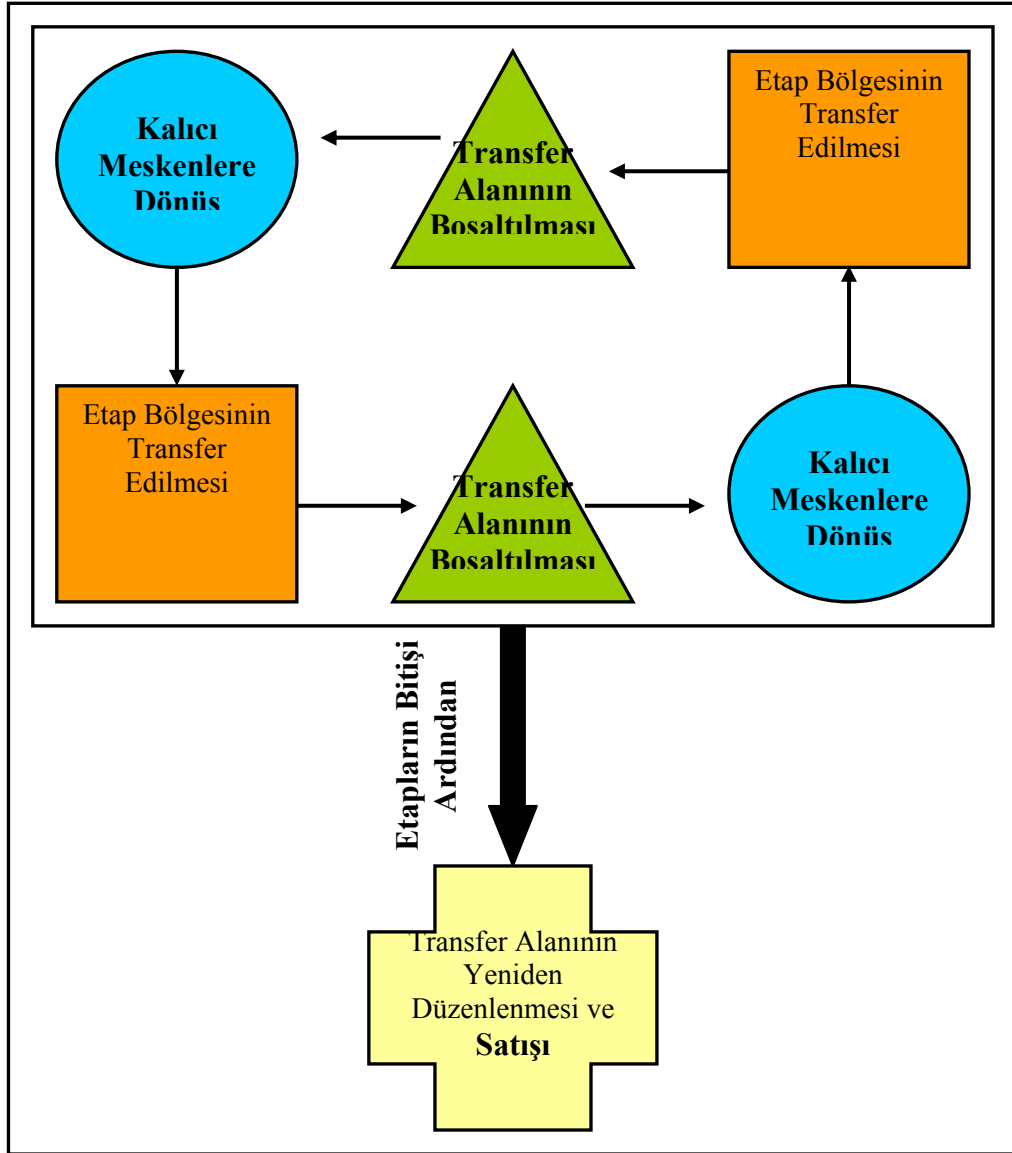 Kalıcı
Meskenlere
Dönüş
Transfer
Alanının
Boşaltılması
Etap Bölgesinin
Transfer
Edilmesi
Etap Bölgesinin
Transfer
Edilmesi
Transfer
Alanının
Boşaltılması
Kalıcı
Meskenlere
Dönüş
Etapların Bitişi
Ardından
Transfer Alanının
Yeniden
Düzenlenmesi ve
Satışı